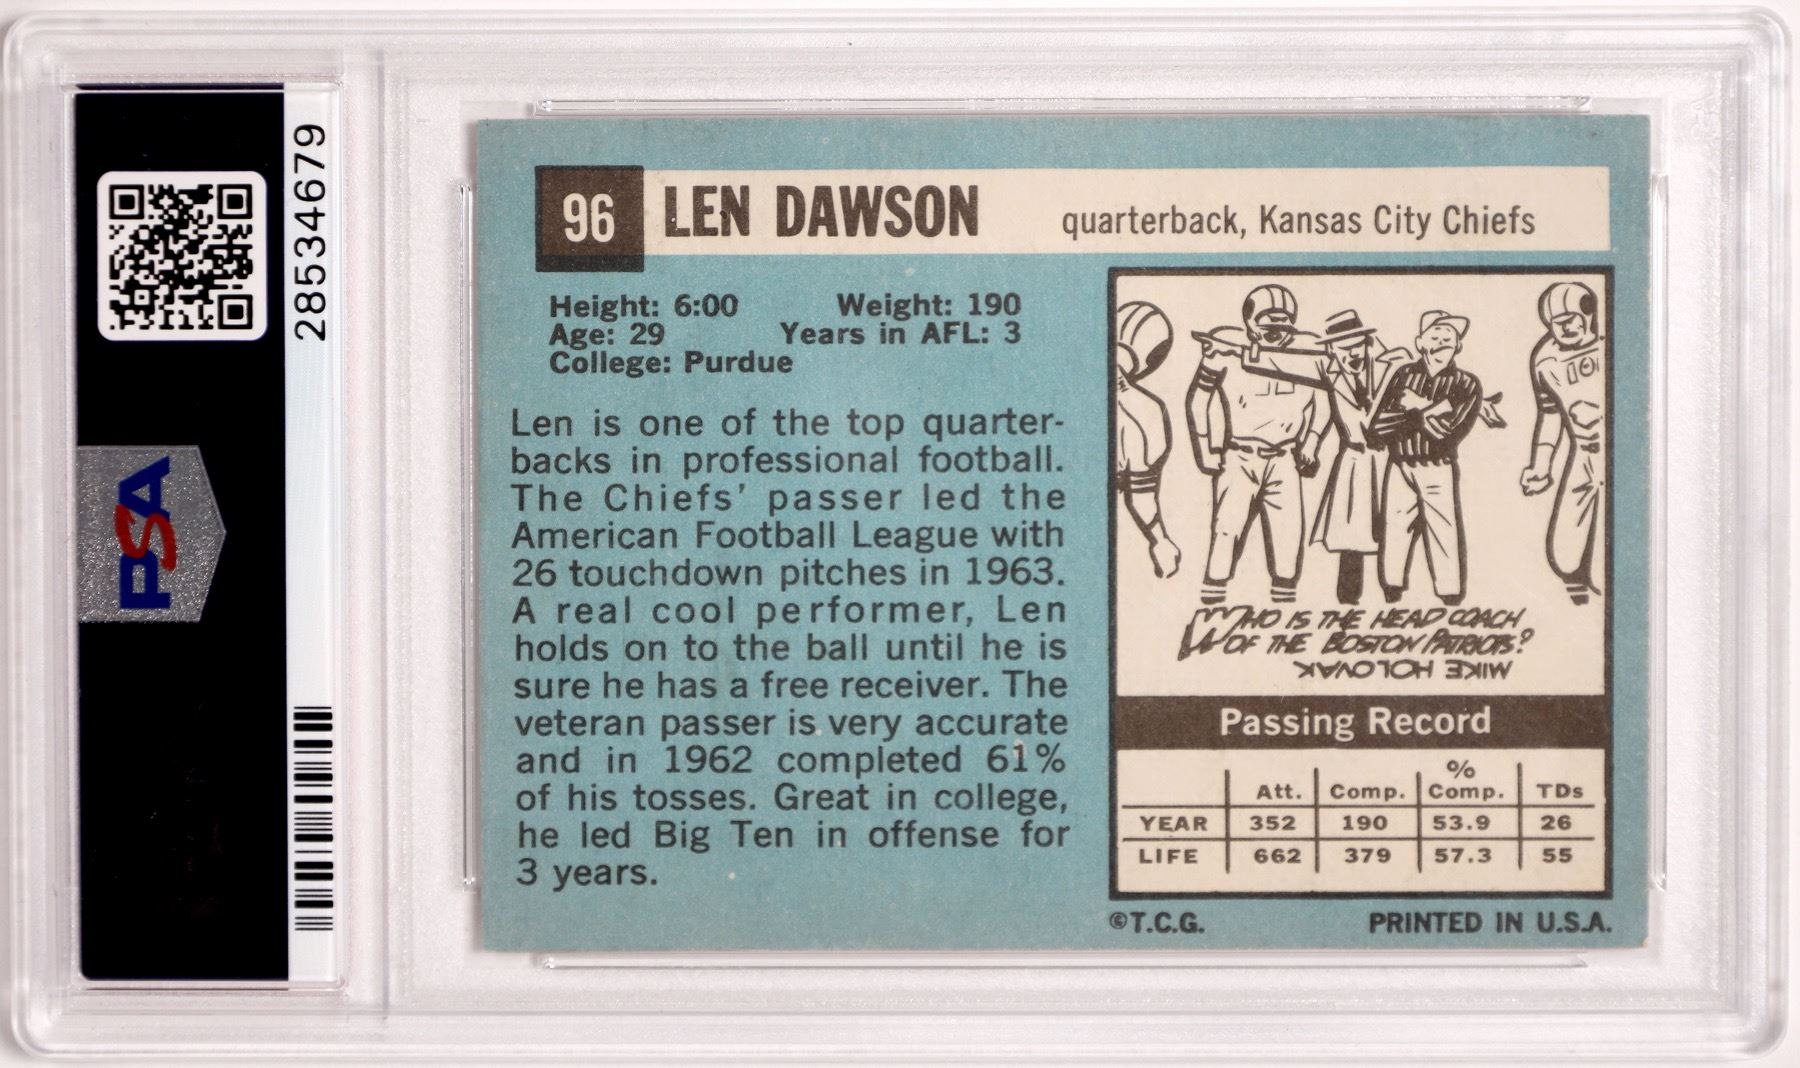 28534679
PSA
96 LEN DAWSON quarterback, Kansas City Chiefs
Height: 6:00 Weight: 190
Age: 29 Years in AFL: 3
College: Purdue
Len is one of the top quarter-
backs in professional football.
The Chiefs' passer led the
American Football League with
26 touchdown pitches in 1963.
A real cool performer, Len
holds on to the ball until he is
sure he has a free receiver. The
veteran passer is very accurate
and in 1962 completed 61%
of his tosses. Great in college,
he led Big Ten in offense for
3 years.
10
WHO IS THE HEAD COACH
OF THE BOSTON PATRIOTS?
MIKE HOLOVAK
Passing Record
Att. Comp. % Comp. TDs
YEAR 352 190 53.9 26
LIFE 662 379 57.3 55
©T.C.G. PRINTED IN U.S.A.